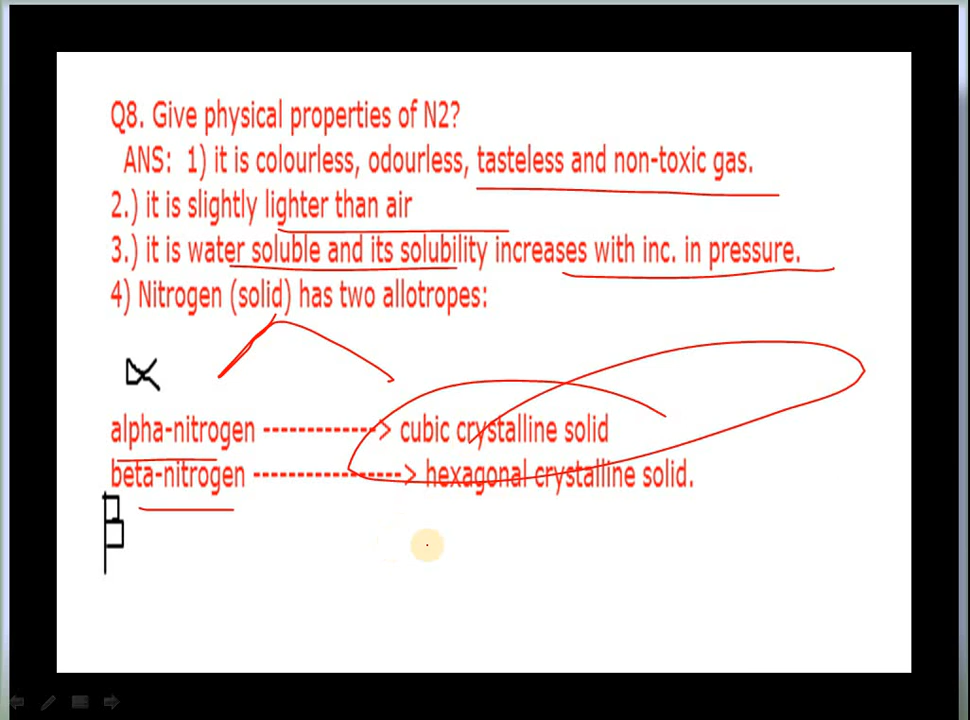 Q8. Give physical properties of N2?
ANS: 1) it is colourless, odourless, tasteless and non-toxic gas.
2.) it is slightly lighter than air
3.) it is water soluble and its solubility increases with inc. in pressure.
4) Nitrogen (solid) has two allotropes:
α
alpha-nitrogen --------------> cubic crystalline solid
beta-nitrogen ------------------> hexagonal crystalline solid.
β